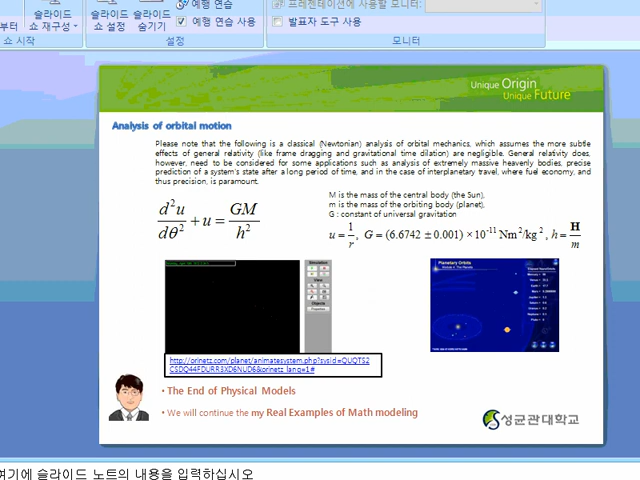 부터
슬라이드
쇼 재구성
쇼 시작
슬라이드
쇼 설정
슬라이드
숨기기
예행 연습
예행 연습 사용
설정
프레젠테이션에 사용할 모니터:
발표자 도구 사용
모니터
Unique Origin
Unique Future
Analysis of orbital motion
Please note that the following is a classical (Newtonian) analysis of orbital mechanics, which assumes the more subtle
effects of general relativity (like frame dragging and gravitational time dilation) are negligible. General relativity does,
however, need to be considered for some applications such as analysis of extremely massive heavenly bodies, precise
prediction of a system's state after a long period of time, and in the case of interplanetary travel, where fuel economy, and
thus precision, is paramount.
M is the mass of the central body (the Sun),
m is the mass of the orbiting body (planet),
G : constant of universal gravitation
d²u/dθ² + u = GM/h²
u = 1/r, G = (6.6742 ± 0.001) × 10⁻¹¹ Nm²/kg², h = H/m
Planetary Orbits
http://orinetz.com/planet/animatesystem.php?sysid=QUQTS2
CSDQ44FDURR3XD6NUD6&orinetz_lang=1#
• The End of Physical Models
• We will continue the my Real Examples of Math modeling
성균관대학교
여기에 슬라이드 노트의 내용을 입력하십시오